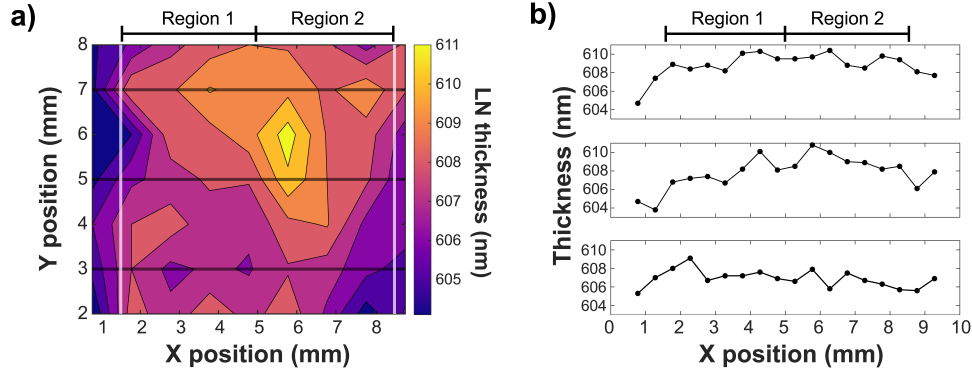 a)
Region 1 Region 2
8
7
6
5
4
3
2
Y position (mm)
1 2 3 4 5 6 7 8
X position (mm)
611
610
609
608
607
606
605
LN thickness (nm)
b)
Region 1 Region 2
610
608
604
610
608
606
604
610
608
606
604
Thickness (nm)
0 1 2 3 4 5 6 7 8 9 10
X position (mm)